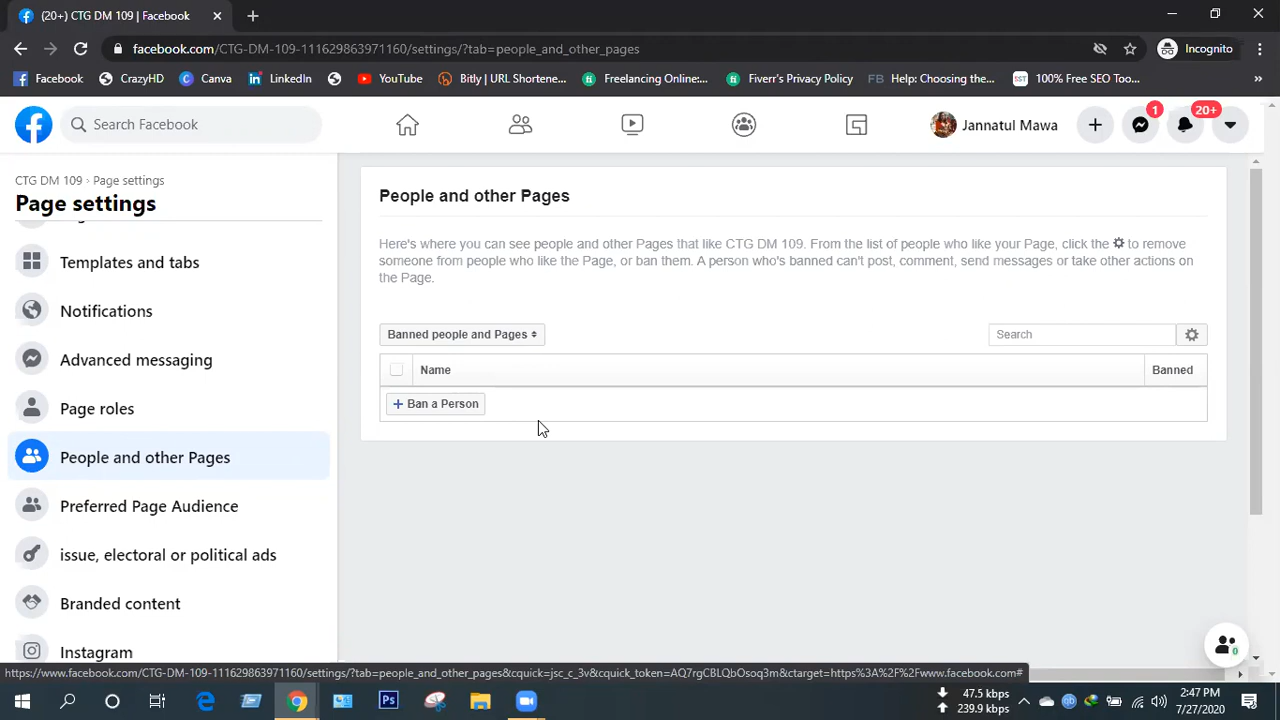 (20+) CTG DM 109 | Facebook
facebook.com/CTG-DM-109-111629863971160/settings/?tab=people_and_other_pages
Incognito
Facebook
CrazyHD
Canva
LinkedIn
YouTube
Bitly | URL Shortene...
Freelancing Online:...
Fiverr's Privacy Policy
FB Help: Choosing the...
SST 100% Free SEO Too...
Search Facebook
Jannatul Mawa
1
20+
CTG DM 109 › Page settings
Page settings
Templates and tabs
Notifications
Advanced messaging
Page roles
People and other Pages
Preferred Page Audience
issue, electoral or political ads
Branded content
Instagram
People and other Pages
Here's where you can see people and other Pages that like CTG DM 109. From the list of people who like your Page, click the to remove
someone from people who like the Page, or ban them. A person who's banned can't post, comment, send messages or take other actions on
the Page.
Banned people and Pages
Search
Name
Banned
+ Ban a Person
0
https://www.facebook.com/CTG-DM-109-111629863971160/settings/?tab=people_and_other_pages&cquick=jsc_c_3v&cquick_token=AQ7rgCBLQbOsoq3m&ctarget=https%3A%2F%2Fwww.facebook.com#
Ps
qb
47.5 kbps
239.9 kbps
2:47 PM
7/27/2020